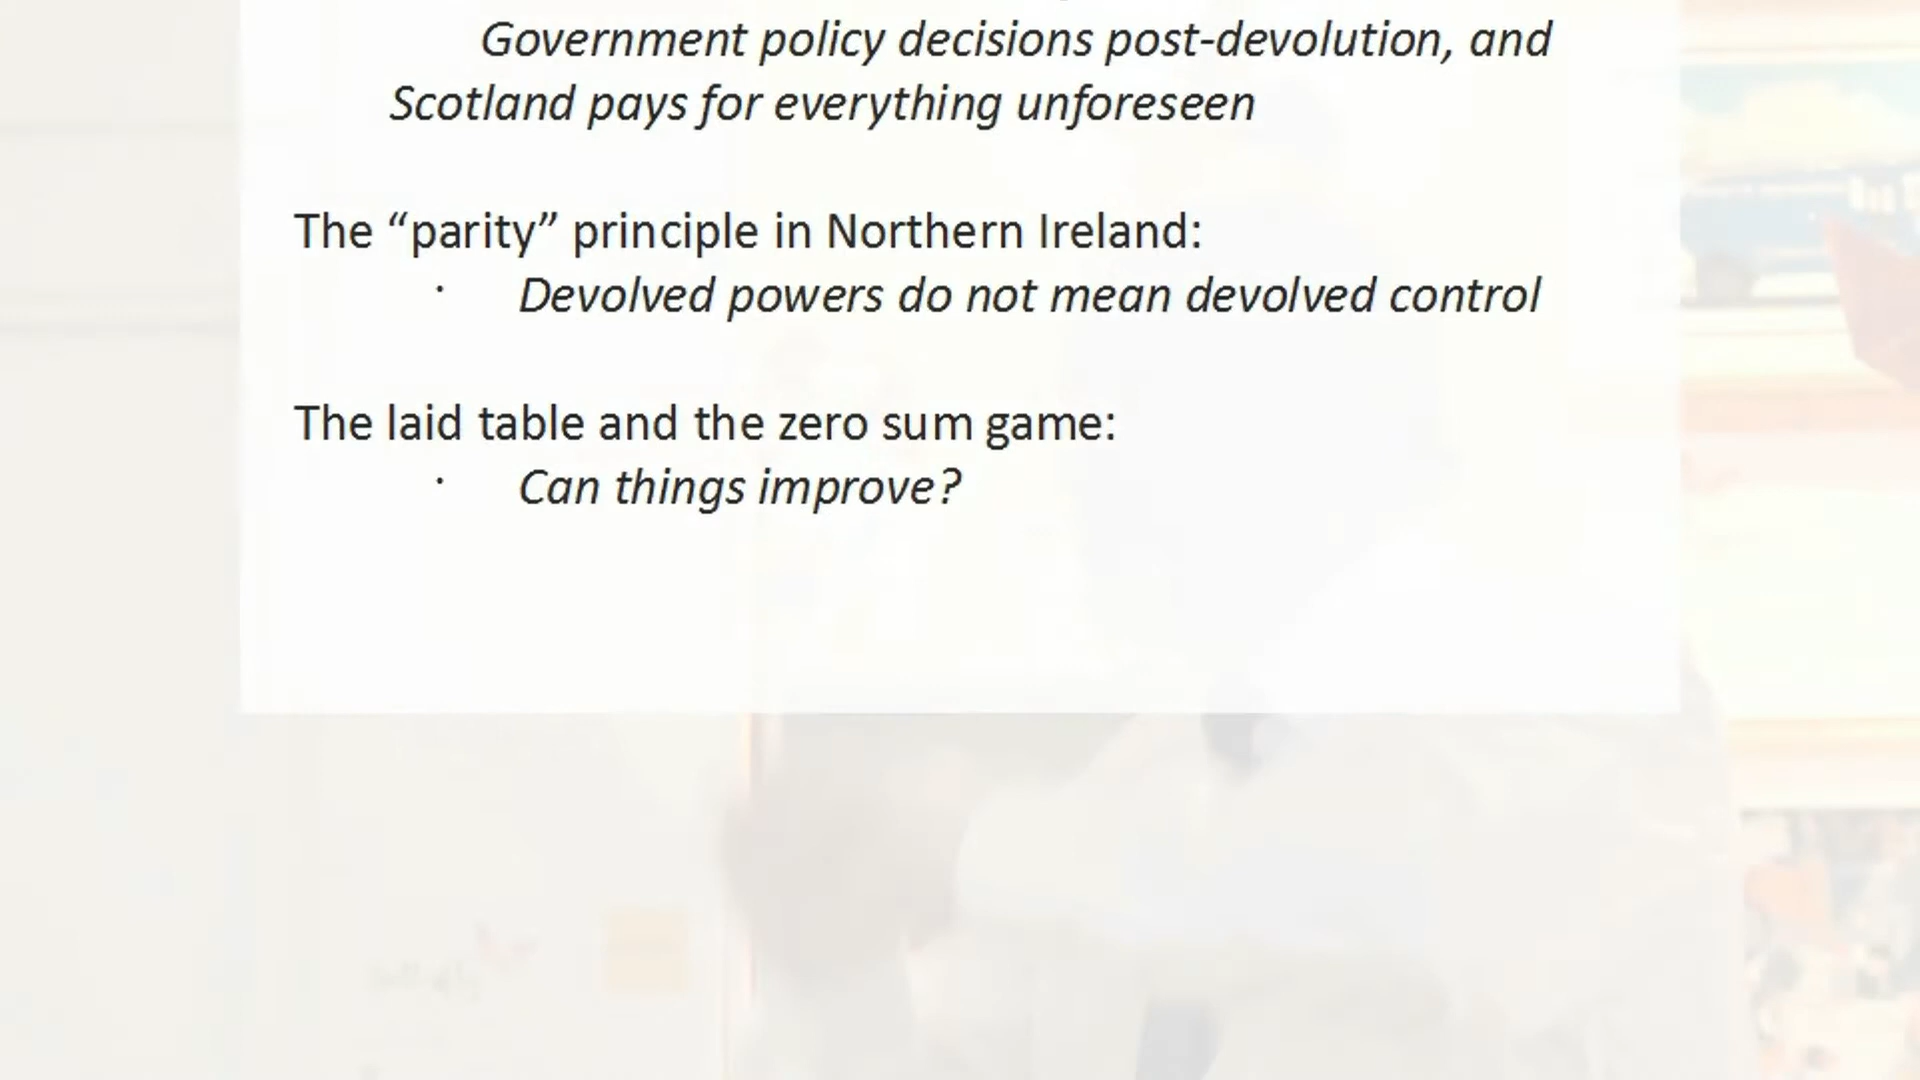 Government policy decisions post-devolution, and
Scotland pays for everything unforeseen
The “parity” principle in Northern Ireland:
· Devolved powers do not mean devolved control
The laid table and the zero sum game:
· Can things improve?